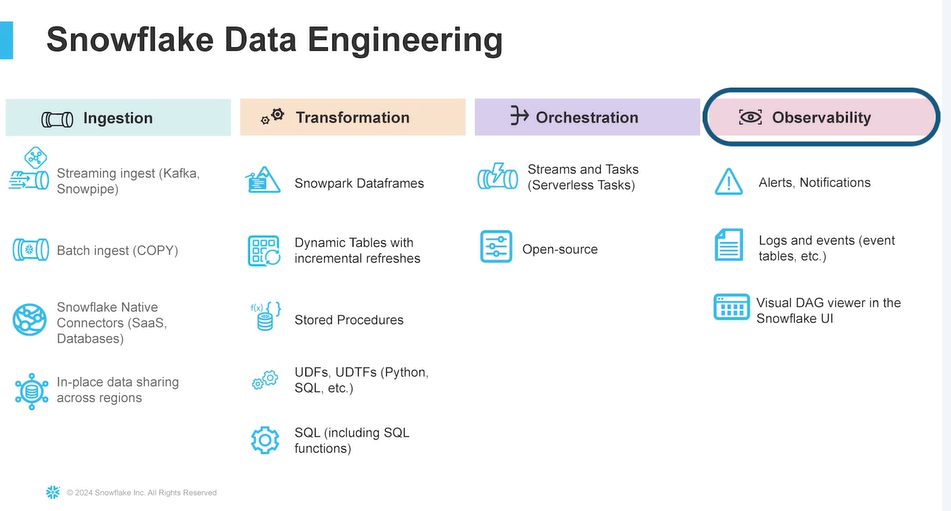 Snowflake Data Engineering
Ingestion
Streaming ingest (Kafka,
Snowpipe)
Batch ingest (COPY)
Snowflake Native
Connectors (SaaS,
Databases)
In-place data sharing
across regions
Transformation
Snowpark Dataframes
Dynamic Tables with
incremental refreshes
f(x) { }
Stored Procedures
UDFs, UDTFs (Python,
SQL, etc.)
SQL (including SQL
functions)
Orchestration
Streams and Tasks
(Serverless Tasks)
Open-source
Observability
Alerts, Notifications
Logs and events (event
tables, etc.)
Visual DAG viewer in the
Snowflake UI
© 2024 Snowflake Inc. All Rights Reserved